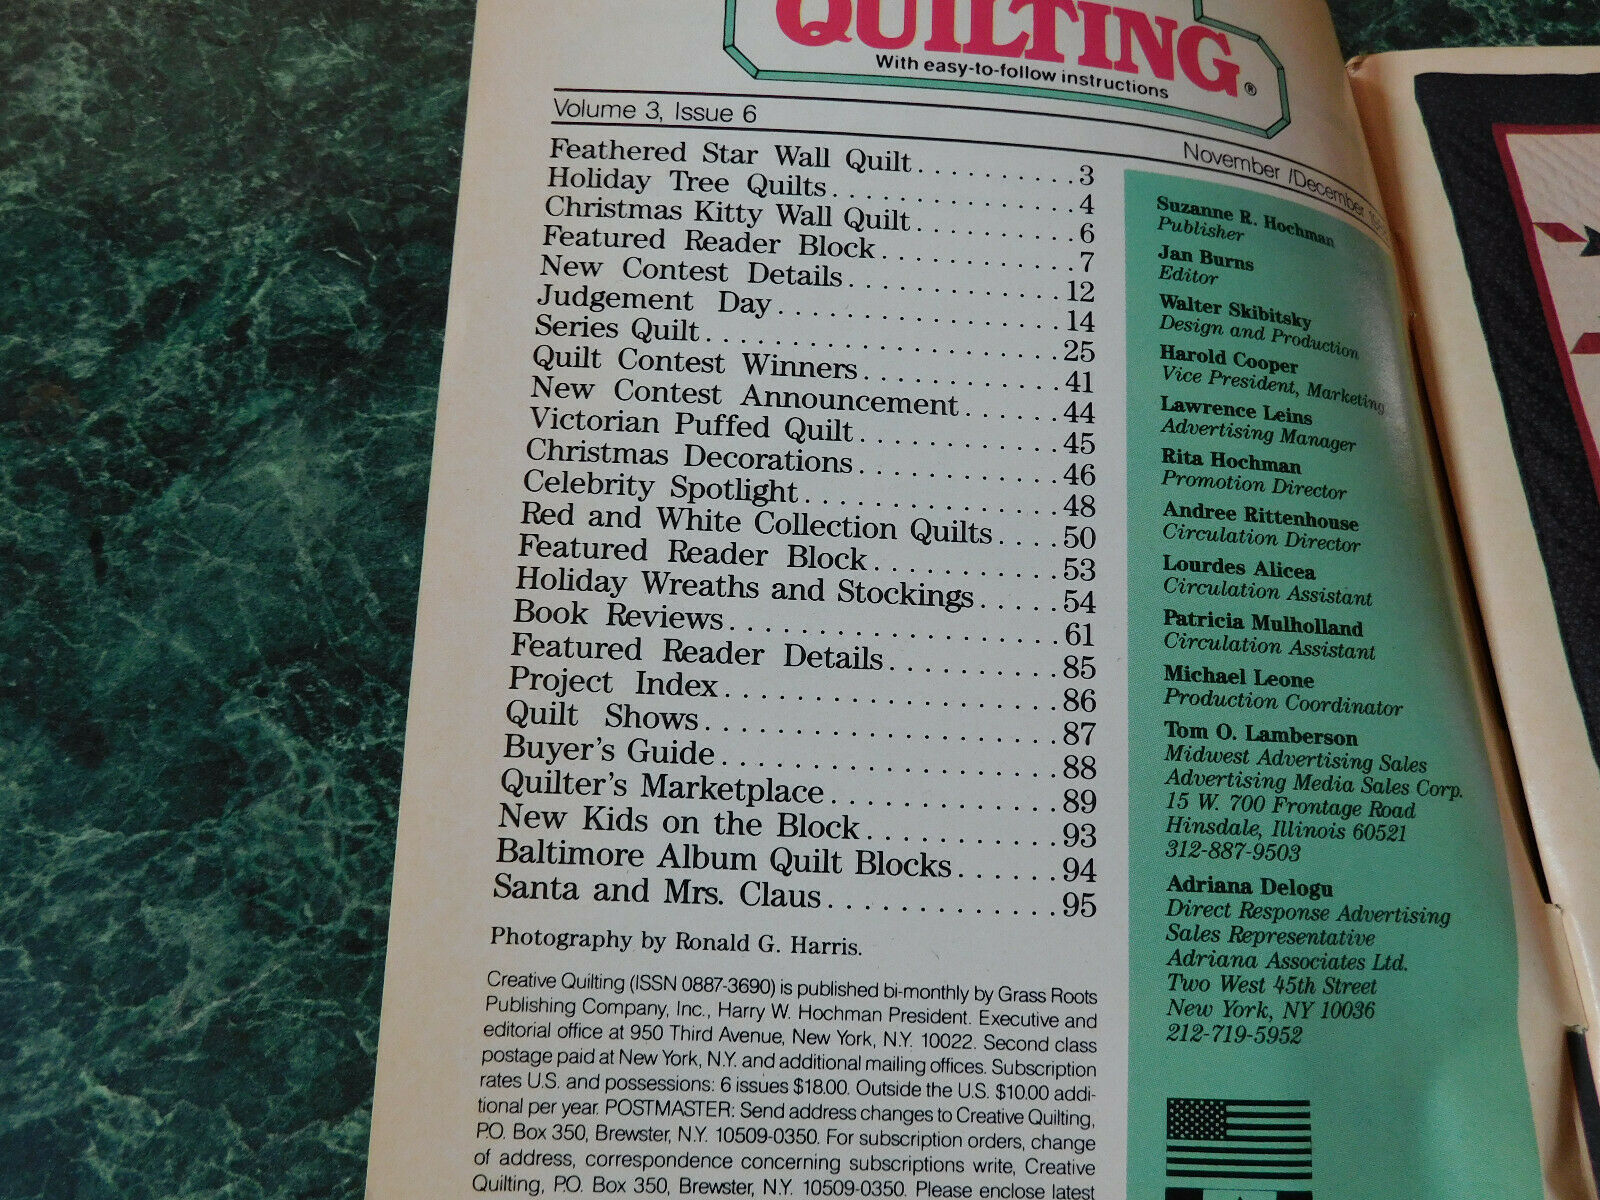 QUILTING®
With easy-to-follow instructions
Volume 3, Issue 6
November /December
Feathered Star Wall Quilt..........3
Holiday Tree Quilts..............4
Christmas Kitty Wall Quilt.........6
Featured Reader Block...........7
New Contest Details............12
Judgement Day................14
Series Quilt....................25
Quilt Contest Winners...........41
New Contest Announcement......44
Victorian Puffed Quilt...........45
Christmas Decorations...........46
Celebrity Spotlight..............48
Red and White Collection Quilts....50
Featured Reader Block...........53
Holiday Wreaths and Stockings.....54
Book Reviews..................61
Featured Reader Details.........85
Project Index..................86
Quilt Shows...................87
Buyer's Guide..................88
Quilter's Marketplace............89
New Kids on the Block...........93
Baltimore Album Quilt Blocks......94
Santa and Mrs. Claus.............95
Photography by Ronald G. Harris.
Creative Quilting (ISSN 0887-3690) is published bi-monthly by Grass Roots
Publishing Company, Inc., Harry W. Hochman President. Executive and
editorial office at 950 Third Avenue, New York, N.Y. 10022. Second class
postage paid at New York, N.Y. and additional mailing offices. Subscription
rates U.S. and possessions: 6 issues $18.00. Outside the U.S. $10.00 addi-
tional per year. POSTMASTER: Send address changes to Creative Quilting,
P.O. Box 350, Brewster, N.Y. 10509-0350. For subscription orders, change
of address, correspondence concerning subscriptions write, Creative
Quilting, P.O. Box 350, Brewster, N.Y. 10509-0350. Please enclose latest
Suzanne R. Hochman
Publisher
Jan Burns
Editor
Walter Skibitsky
Design and Production
Harold Cooper
Vice President, Marketing
Lawrence Leins
Advertising Manager
Rita Hochman
Promotion Director
Andree Rittenhouse
Circulation Director
Lourdes Alicea
Circulation Assistant
Patricia Mulholland
Circulation Assistant
Michael Leone
Production Coordinator
Tom O. Lamberson
Midwest Advertising Sales
Advertising Media Sales Corp.
15 W. 700 Frontage Road
Hinsdale, Illinois 60521
312-887-9503
Adriana Delogu
Direct Response Advertising
Sales Representative
Adriana Associates Ltd.
Two West 45th Street
New York, NY 10036
212-719-5952